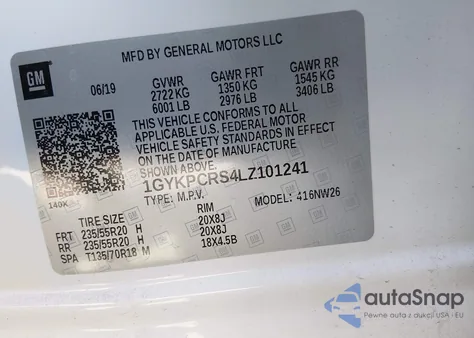 GM
MFD BY GENERAL MOTORS LLC
06/19 GVWR GAWR FRT GAWR RR
2722 KG 1350 KG 1545 KG
6001 LB 2976 LB 3406 LB
THIS VEHICLE CONFORMS TO ALL
APPLICABLE U.S. FEDERAL MOTOR
VEHICLE SAFETY STANDARDS IN EFFECT
ON THE DATE OF MANUFACTURE
SHOWN ABOVE.
1GYKPCRS4LZ101241
140K
TYPE: M.P.V. MODEL: 416NW26
TIRE SIZE RIM
FRT 235/55R20 H 20X8J
RR 235/55R20 H 20X8J
SPA T135/70R18 M 18X4.5B
autoSnap
Pewne auta z dostawą z USA i EU